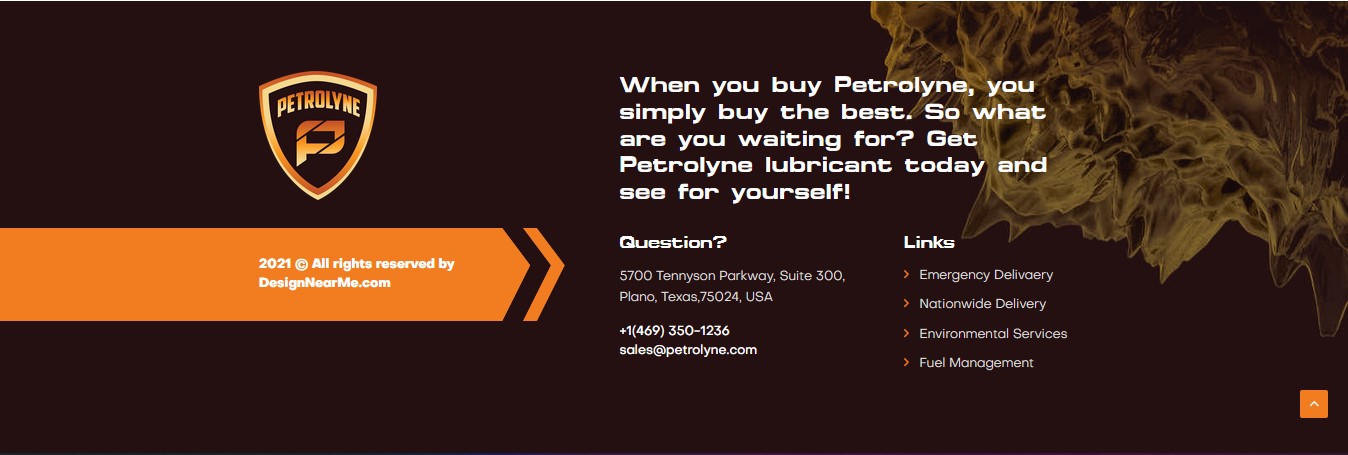 PETROLYNE
When you buy Petrolyne, you
simply buy the best. So what
are you waiting for? Get
Petrolyne lubricant today and
see for yourself!
2021 © All rights reserved by
DesignNearMe.com
Question?
5700 Tennyson Parkway, Suite 300,
Plano, Texas,75024, USA
+1(469) 350-1236
sales@petrolyne.com
Links
Emergency Delivaery
Nationwide Delivery
Environmental Services
Fuel Management